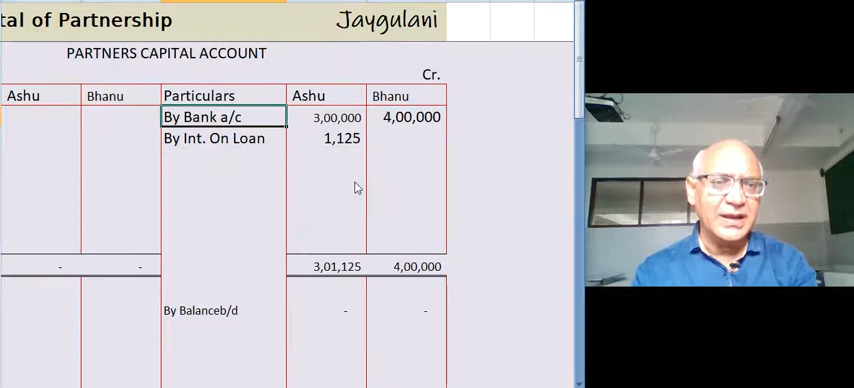 tal of Partnership Jaygulani
PARTNERS CAPITAL ACCOUNT
Cr.
Ashu Bhanu Particulars Ashu Bhanu
By Bank a/c 3,00,000 4,00,000
By Int. On Loan 1,125
- - 3,01,125 4,00,000
By Balanceb/d - -